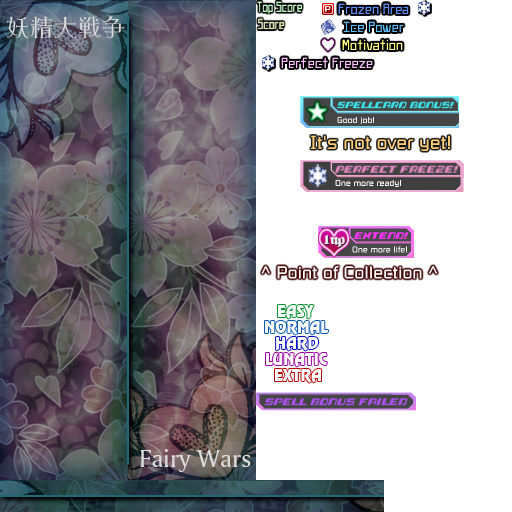 妖精大戦争
Top Score
Score
Frozen Area
Ice Power
Motivation
Perfect Freeze
SPELLCARD BONUS!
Good job!
It's not over yet!
PERFECT FREEZE!
One more ready!
1up
EXTEND!
One more life!
^ Point of Collection ^
EASY
NORMAL
HARD
LUNATIC
EXTRA
SPELL BONUS FAILED
Fairy Wars